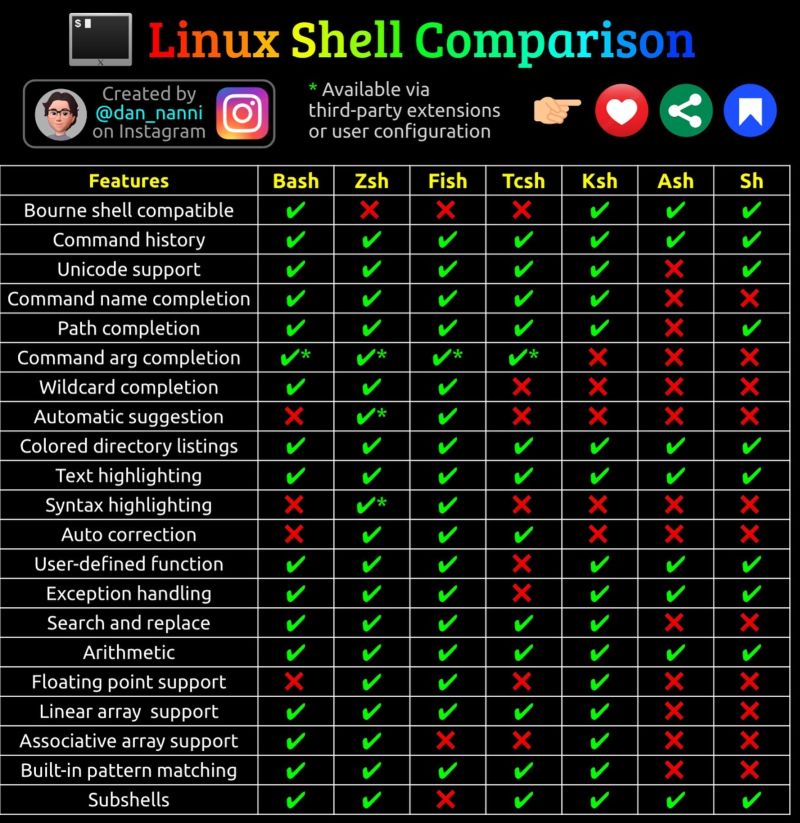 $
Linux Shell Comparison
Created by
@dan_nanni
on Instagram
* Available via
third-party extensions
or user configuration
Features Bash Zsh Fish Tcsh Ksh Ash Sh
Bourne shell compatible ✔ ❌ ❌ ❌ ✔ ✔ ✔
Command history ✔ ✔ ✔ ✔ ✔ ✔ ✔
Unicode support ✔ ✔ ✔ ✔ ✔ ❌ ✔
Command name completion ✔ ✔ ✔ ✔ ✔ ❌ ❌
Path completion ✔ ✔ ✔ ✔ ✔ ❌ ✔
Command arg completion ✔* ✔* ✔* ✔* ❌ ❌ ❌
Wildcard completion ✔ ✔ ✔ ❌ ❌ ❌ ❌
Automatic suggestion ❌ ✔* ✔ ❌ ❌ ❌ ❌
Colored directory listings ✔ ✔ ✔ ✔ ✔ ✔ ✔
Text highlighting ✔ ✔ ✔ ✔ ✔ ✔ ✔
Syntax highlighting ❌ ✔* ✔ ❌ ❌ ❌ ❌
Auto correction ❌ ✔ ✔ ✔ ❌ ❌ ❌
User-defined function ✔ ✔ ✔ ❌ ✔ ✔ ✔
Exception handling ✔ ✔ ✔ ❌ ✔ ✔ ✔
Search and replace ✔ ✔ ✔ ✔ ✔ ❌ ❌
Arithmetic ✔ ✔ ✔ ✔ ✔ ✔ ✔
Floating point support ❌ ✔ ✔ ❌ ✔ ❌ ❌
Linear array support ✔ ✔ ✔ ✔ ✔ ❌ ❌
Associative array support ✔ ✔ ❌ ❌ ✔ ❌ ❌
Built-in pattern matching ✔ ✔ ✔ ✔ ✔ ❌ ❌
Subshells ✔ ✔ ❌ ✔ ✔ ✔ ✔